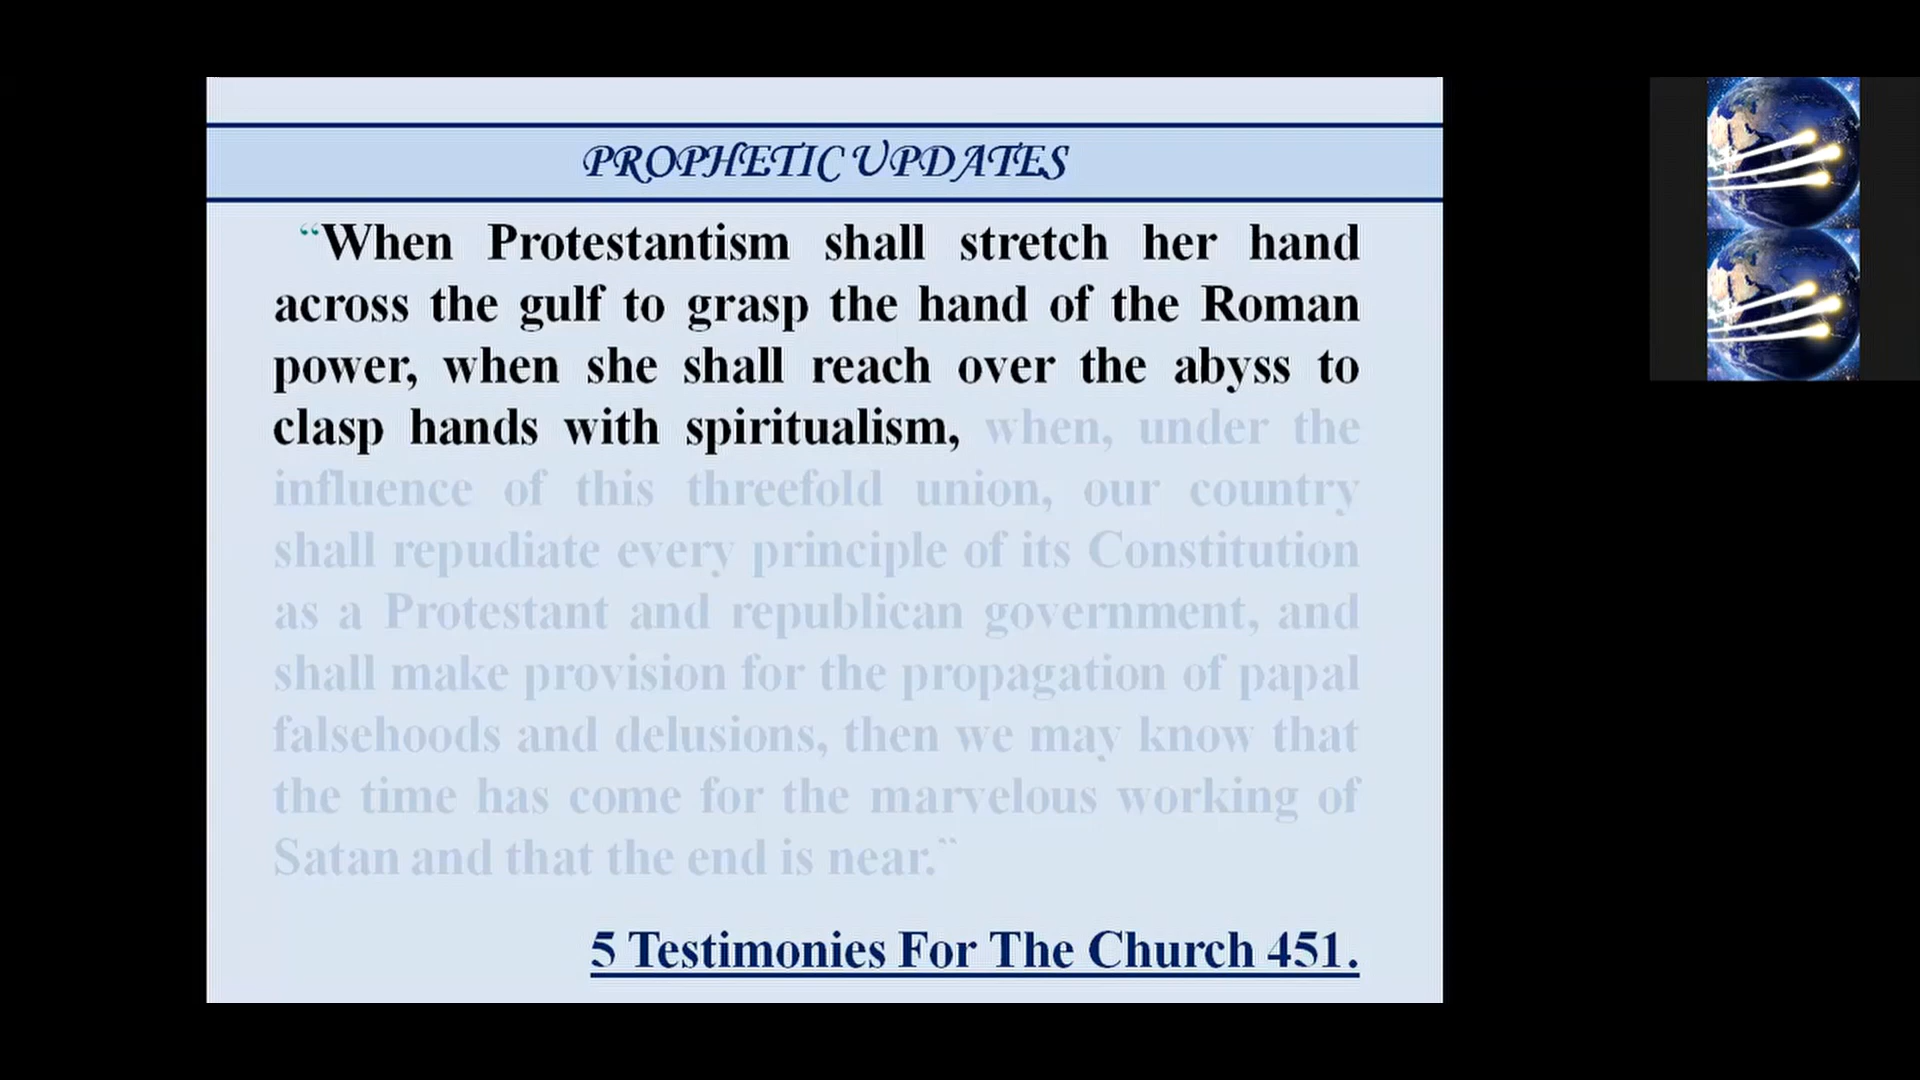 PROPHETIC UPDATES
“When Protestantism shall stretch her hand
across the gulf to grasp the hand of the Roman
power, when she shall reach over the abyss to
clasp hands with spiritualism, when, under the
influence of this threefold union, our country
shall repudiate every principle of its Constitution
as a Protestant and republican government, and
shall make provision for the propagation of papal
falsehoods and delusions, then we may know that
the time has come for the marvelous working of
Satan and that the end is near.”
5 Testimonies For The Church 451.